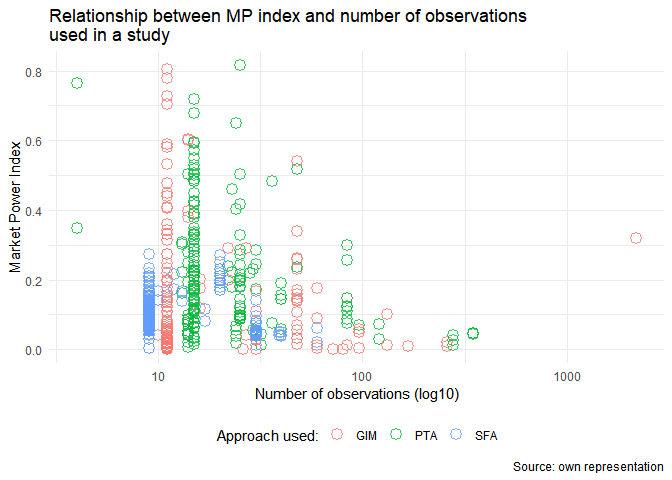 Relationship between MP index and number of observations
used in a study
Market Power Index
0.8
0.6
0.4
0.2
0.0
10
100
1000
Number of observations (log10)
Approach used:
GIM
PTA
SFA
Source: own representation